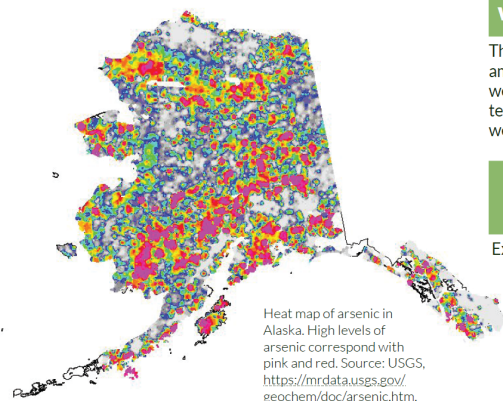 Heat map of arsenic in
Alaska. High levels of
arsenic correspond with
pink and red. Source: USGS,
https://mrdata.usgs.gov/
geochem/doc/arsenic.htm.